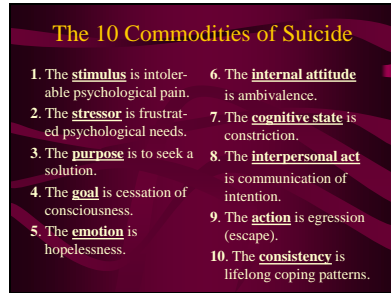 The 10 Commodities of Suicide
1. The stimulus is intoler-
able psychological pain.
2. The stressor is frustrat-
ed psychological needs.
3. The purpose is to seek a
solution.
4. The goal is cessation of
consciousness.
5. The emotion is
hopelessness.
6. The internal attitude
is ambivalence.
7. The cognitive state is
constriction.
8. The interpersonal act
is communication of
intention.
9. The action is egression
(escape).
10. The consistency is
lifelong coping patterns.